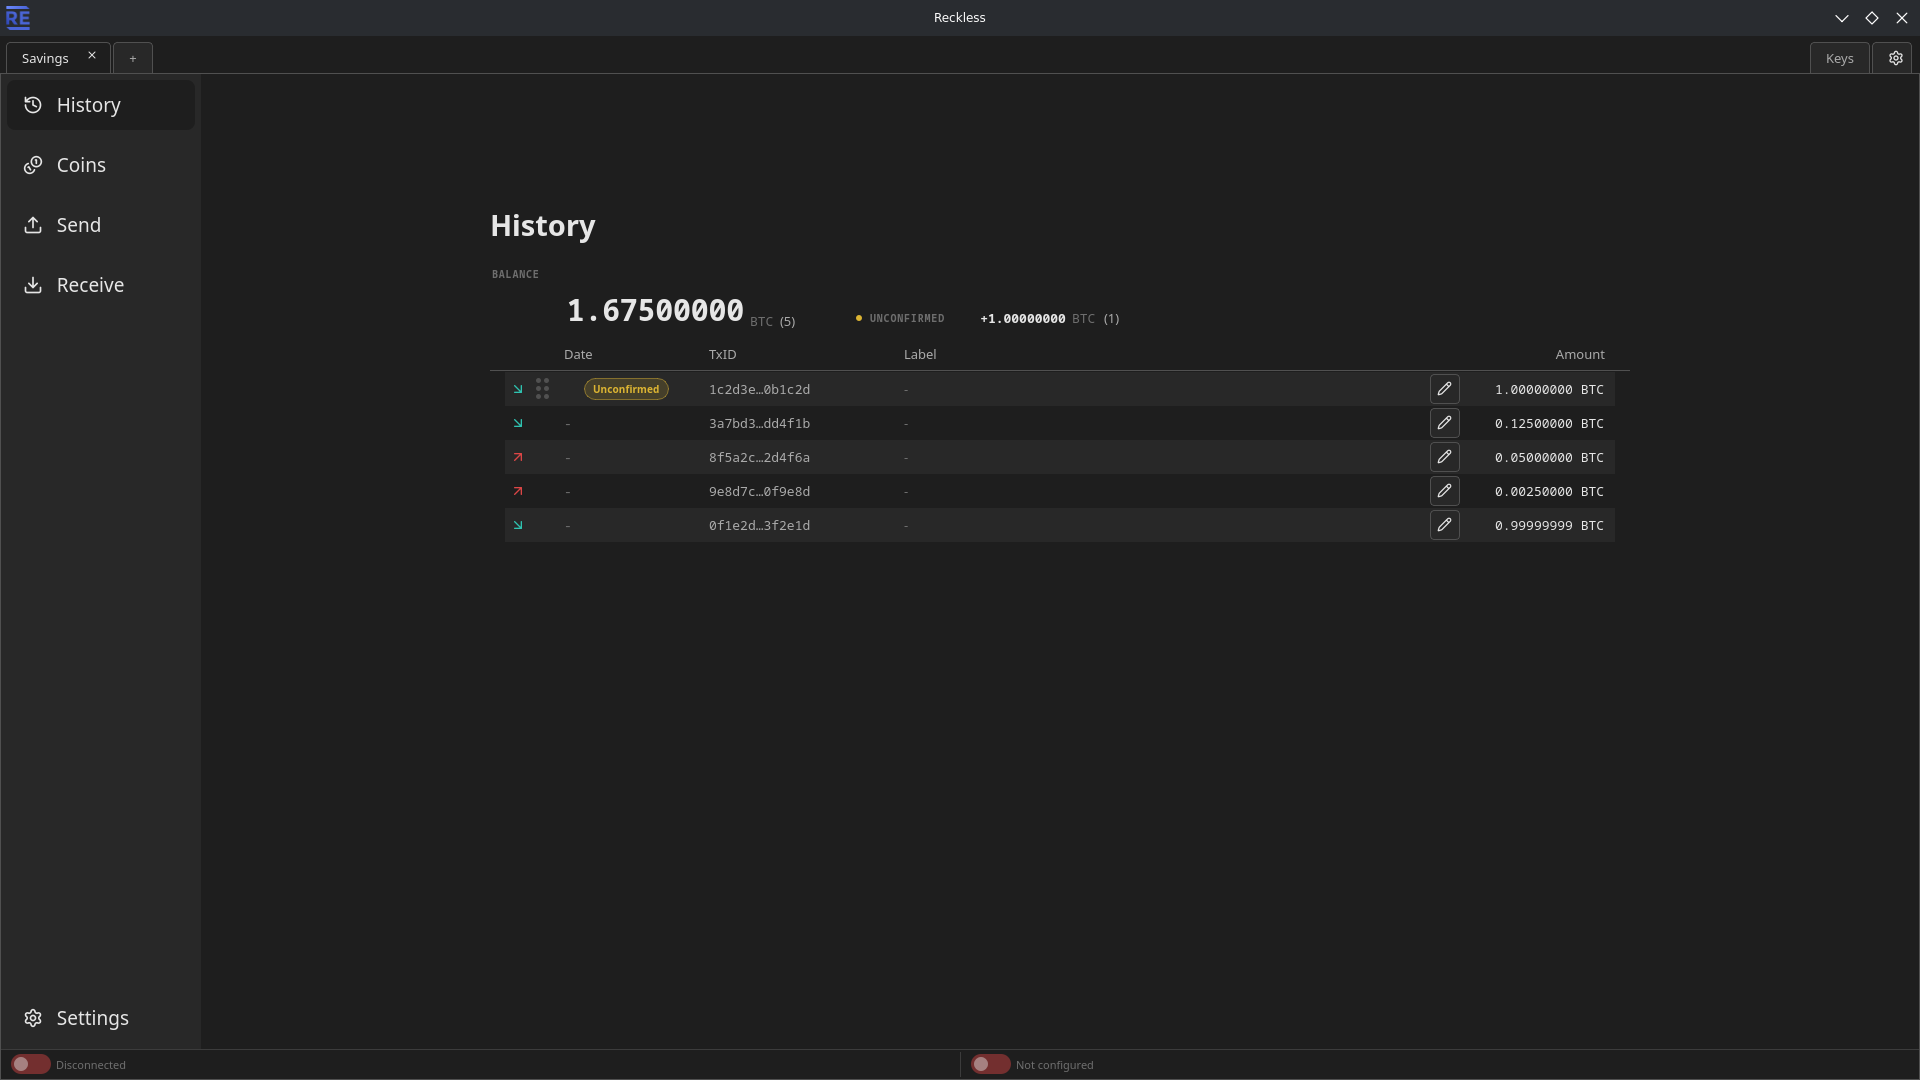 RE
Reckless
Savings
+
Keys
History
Coins
Send
Receive
Settings
History
BALANCE
1.67500000 BTC (5)
UNCONFIRMED +1.00000000 BTC (1)
Date TxID Label Amount
Unconfirmed 1c2d3e…0b1c2d - 1.00000000 BTC
- 3a7bd3…dd4f1b - 0.12500000 BTC
- 8f5a2c…2d4f6a - 0.05000000 BTC
- 9e8d7c…0f9e8d - 0.00250000 BTC
- 0f1e2d…3f2e1d - 0.99999999 BTC
Disconnected
Not configured